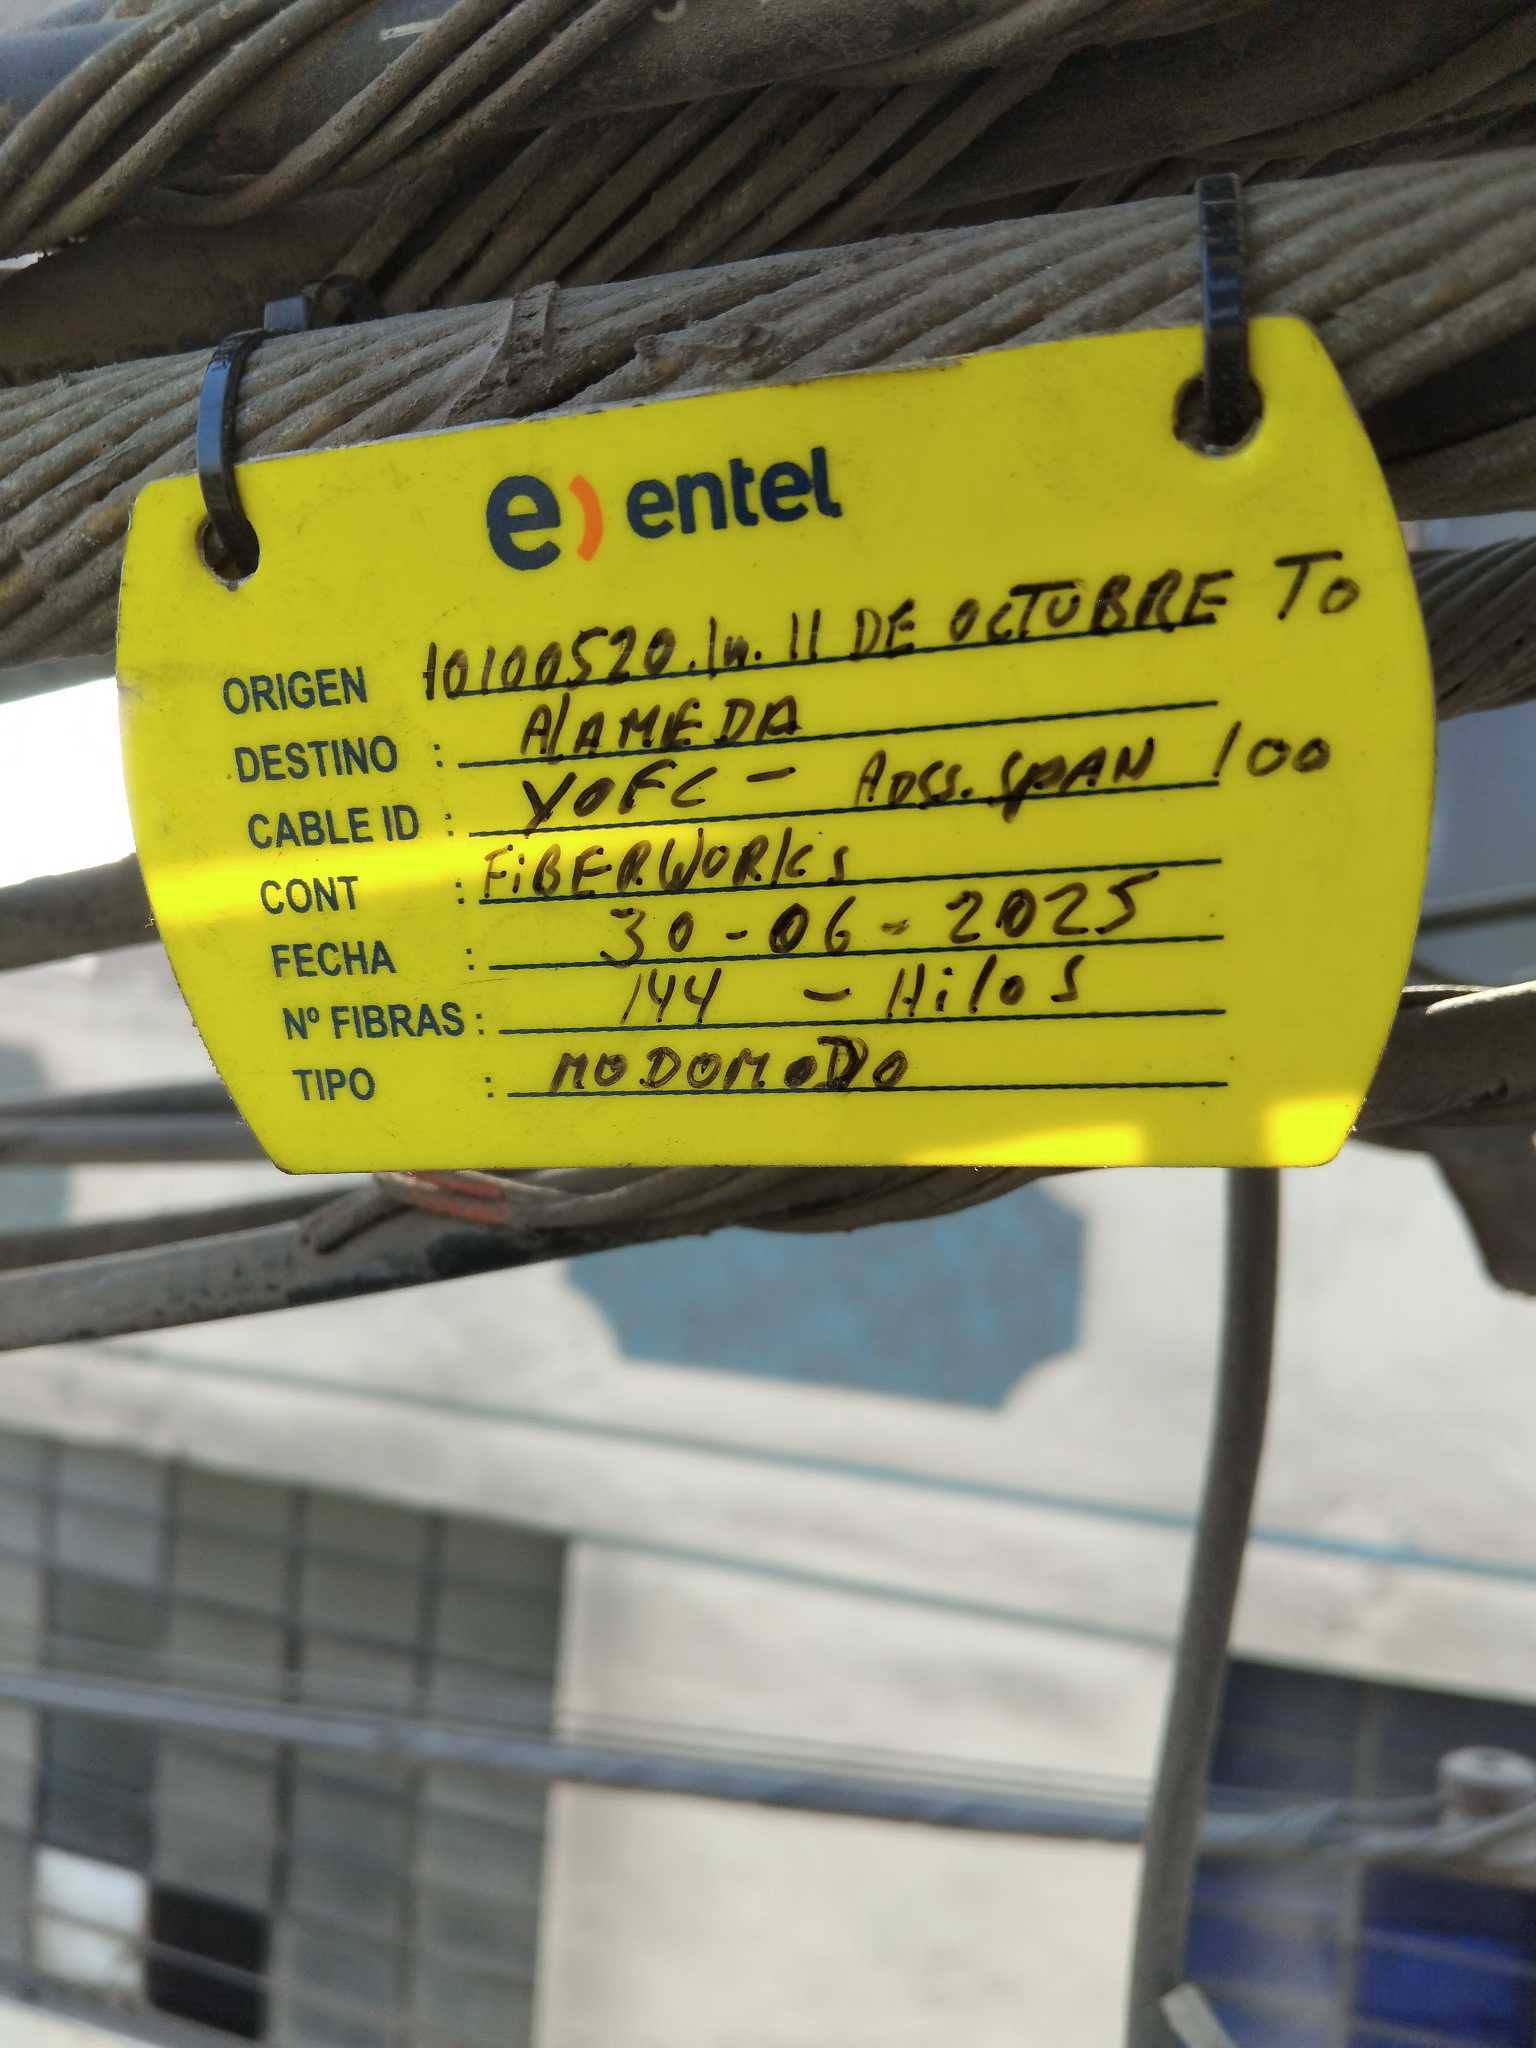 e) entel
ORIGEN 10100520.Lu.11 DE OCTUBRE To
DESTINO : AlAMEDA
CABLE ID : YOFC - ADSS. SPAN 100
CONT : FiBERWORKs
FECHA : 30-06-2025
Nº FIBRAS : 144 - Hilos
TIPO : MODOMODO